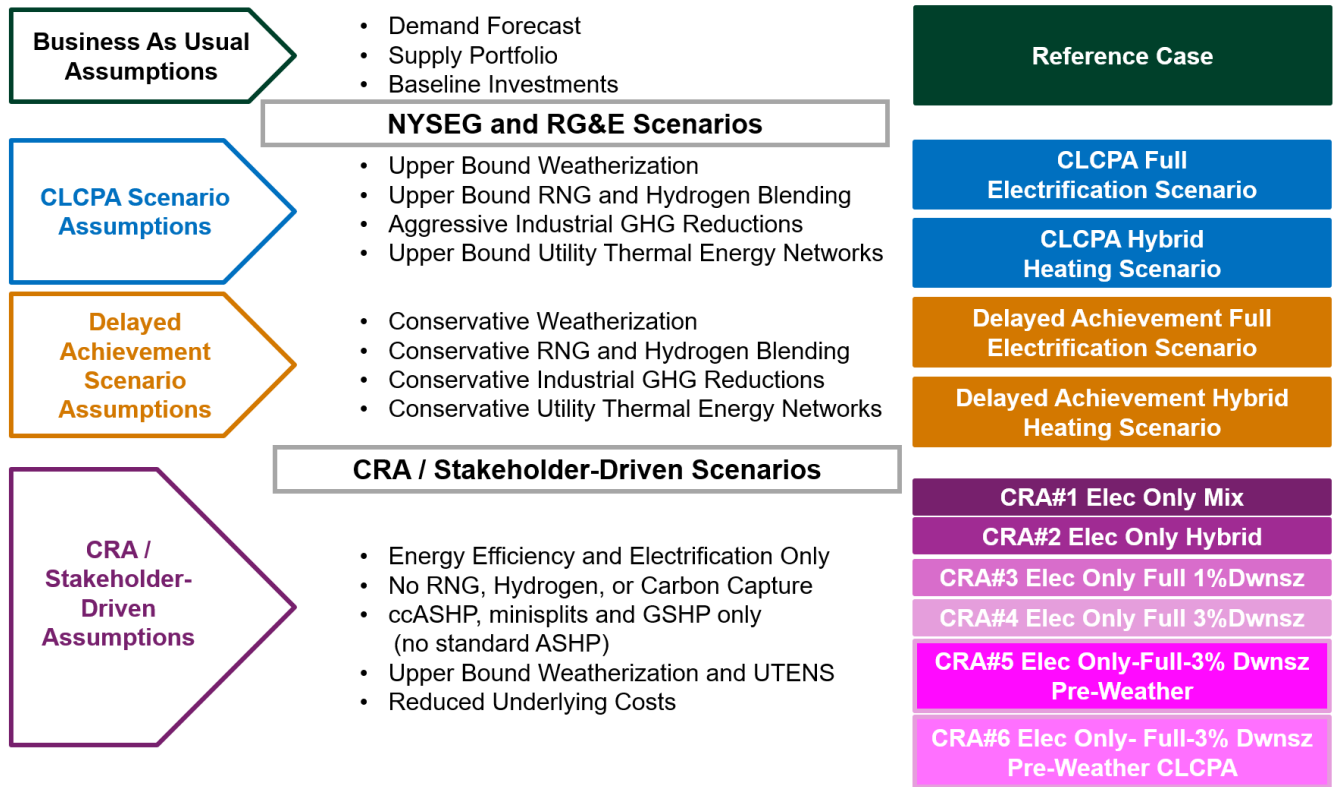 Business As Usual
Assumptions
• Demand Forecast
• Supply Portfolio
• Baseline Investments
Reference Case
NYSEG and RG&E Scenarios
CLCPA Scenario
Assumptions
• Upper Bound Weatherization
• Upper Bound RNG and Hydrogen Blending
• Aggressive Industrial GHG Reductions
• Upper Bound Utility Thermal Energy Networks
CLCPA Full
Electrification Scenario
CLCPA Hybrid
Heating Scenario
Delayed
Achievement
Scenario
Assumptions
• Conservative Weatherization
• Conservative RNG and Hydrogen Blending
• Conservative Industrial GHG Reductions
• Conservative Utility Thermal Energy Networks
Delayed Achievement Full
Electrification Scenario
Delayed Achievement Hybrid
Heating Scenario
CRA / Stakeholder-Driven Scenarios
CRA /
Stakeholder-
Driven
Assumptions
• Energy Efficiency and Electrification Only
• No RNG, Hydrogen, or Carbon Capture
• ccASHP, minisplits and GSHP only
(no standard ASHP)
• Upper Bound Weatherization and UTENS
• Reduced Underlying Costs
CRA#1 Elec Only Mix
CRA#2 Elec Only Hybrid
CRA#3 Elec Only Full 1%Dwnsz
CRA#4 Elec Only Full 3%Dwnsz
CRA#5 Elec Only-Full-3% Dwnsz
Pre-Weather
CRA#6 Elec Only- Full-3% Dwnsz
Pre-Weather CLCPA